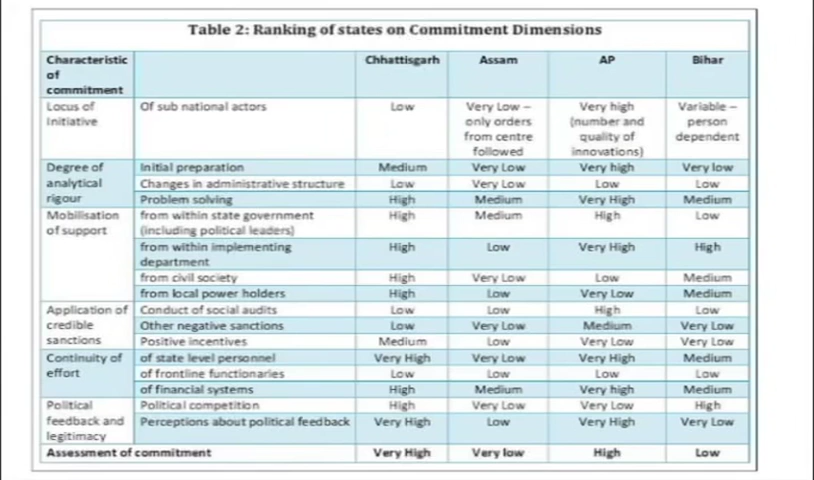 Table 2: Ranking of states on Commitment Dimensions
Characteristic of commitment Chhattisgarh Assam AP Bihar
Locus of Initiative Of sub national actors Low Very Low – only orders from centre followed Very high (number and quality of innovations) Variable – person dependent
Degree of analytical rigour Initial preparation Medium Very Low Very high Very low
Changes in administrative structure Low Very Low Low Low
Problem solving High Medium Very High Medium
Mobilisation of support from within state government (including political leaders) High Medium High Low
from within implementing department High Low Very High High
from civil society High Very Low Low Medium
from local power holders High Low Very Low Medium
Application of credible sanctions Conduct of social audits Low Low High Low
Other negative sanctions Low Very Low Medium Very Low
Positive incentives Medium Low Very Low Very Low
Continuity of effort of state level personnel Very High Very Low Very High Medium
of frontline functionaries Low Low Low Low
of financial systems High Medium Very high Medium
Political feedback and legitimacy Political competition High Very Low Very Low High
Perceptions about political feedback Very High Low Very High Very Low
Assessment of commitment Very High Very low High Low